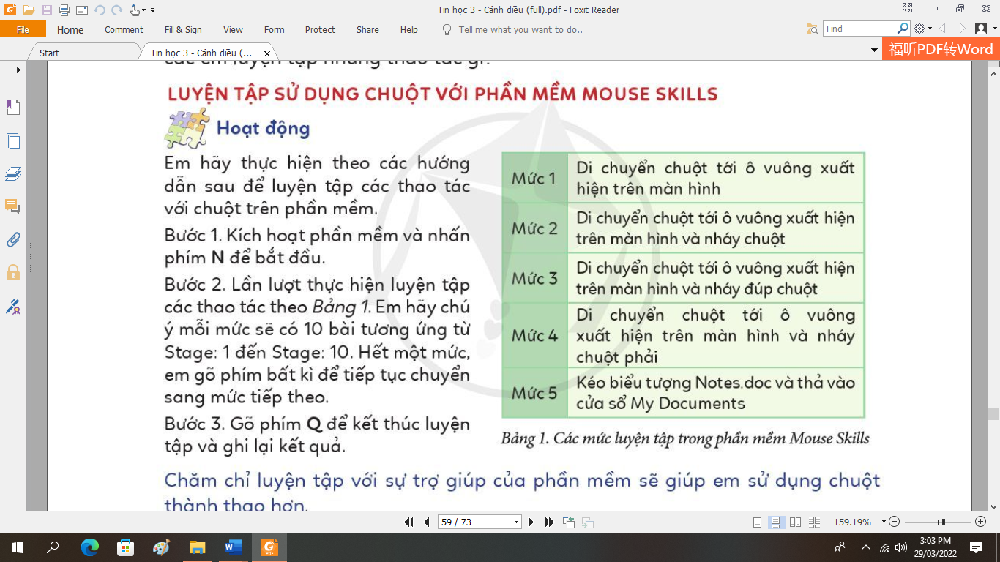 Tin học 3 - Cánh diều (full).pdf - Foxit Reader
File Home Comment Fill & Sign View Form Protect Share Help Tell me what you want to do.. Find
Start Tin học 3 - Cánh diều (... x 福昕PDF转Word
các em luyện tập những thao tác gì?
LUYỆN TẬP SỬ DỤNG CHUỘT VỚI PHẦN MỀM MOUSE SKILLS
Hoạt động
Em hãy thực hiện theo các hướng
dẫn sau để luyện tập các thao tác
với chuột trên phần mềm.
Bước 1. Kích hoạt phần mềm và nhấn
phím N để bắt đầu.
Bước 2. Lần lượt thực hiện luyện tập
các thao tác theo Bảng 1. Em hãy chú
ý mỗi mức sẽ có 10 bài tương ứng từ
Stage: 1 đến Stage: 10. Hết một mức,
em gõ phím bất kì để tiếp tục chuyển
sang mức tiếp theo.
Bước 3. Gõ phím Q để kết thúc luyện
tập và ghi lại kết quả.
Mức 1
Di chuyển chuột tới ô vuông xuất
hiện trên màn hình
Mức 2
Di chuyển chuột tới ô vuông xuất hiện
trên màn hình và nháy chuột
Mức 3
Di chuyển chuột tới ô vuông xuất hiện
trên màn hình và nháy đúp chuột
Mức 4
Di chuyển chuột tới ô vuông
xuất hiện trên màn hình và nháy
chuột phải
Mức 5
Kéo biểu tượng Notes.doc và thả vào
cửa sổ My Documents
Bảng 1. Các mức luyện tập trong phần mềm Mouse Skills
Chăm chỉ luyện tập với sự trợ giúp của phần mềm sẽ giúp em sử dụng chuột
thành thạo hơn.
59 / 73 159.19%
3:03 PM
29/03/2022